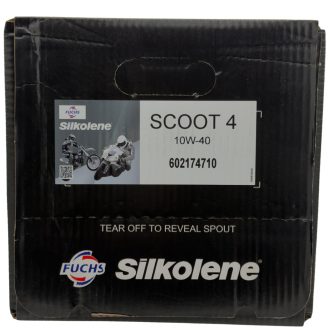 FUCHS
Silkolene
SCOOT 4
10W-40
602174710
TEAR OFF TO REVEAL SPOUT
FUCHS
Silkolene®